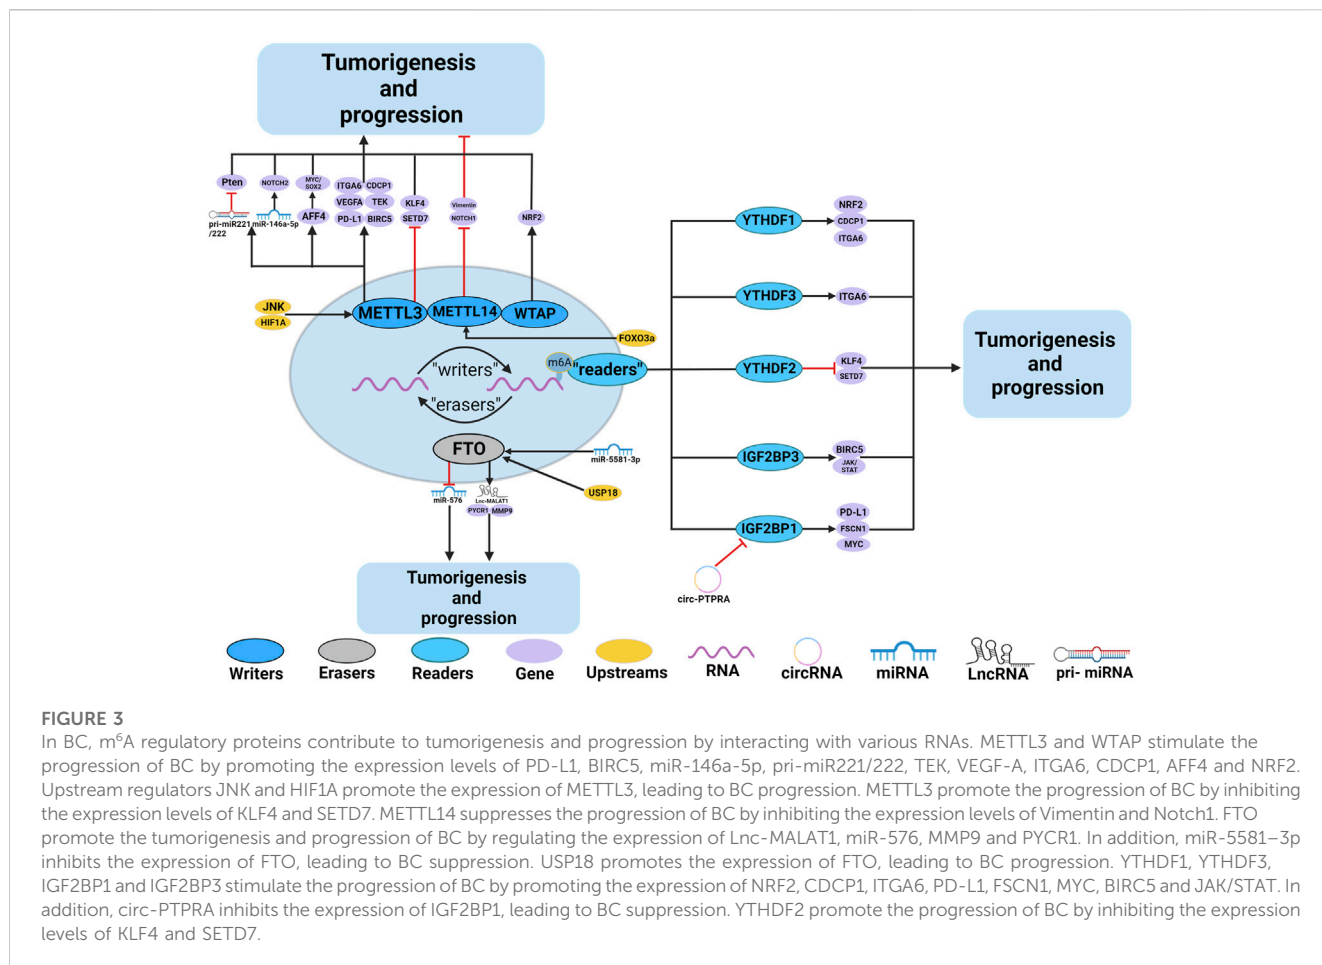 Tumorigenesis
and
progression
Pten
NOTCH2
MYC/
SOX2
ITGA6
CDCP1
VEGFA
TEK
PD-L1
BIRC5
KLF4
SETD7
Vimentin
NOTCH1
NRF2
pri-miR221
/222
miR-146a-5p
AFF4
JNK
HIF1A
METTL3
METTL14
WTAP
FOXO3a
"writers"
"erasers"
m6A
"readers"
FTO
miR-5581-3p
USP18
miR-576
Lnc-MALAT1
PYCR1
MMP9
Tumorigenesis
and
progression
YTHDF1
NRF2
CDCP1
ITGA6
YTHDF3
ITGA6
YTHDF2
KLF4
SETD7
IGF2BP3
BIRC5
JAK/
STAT
IGF2BP1
PD-L1
FSCN1
MYC
circ-PTPRA
Tumorigenesis
and
progression
Writers
Erasers
Readers
Gene
Upstreams
RNA
circRNA
miRNA
LncRNA
pri- miRNA
FIGURE 3
In BC, m⁶A regulatory proteins contribute to tumorigenesis and progression by interacting with various RNAs. METTL3 and WTAP stimulate the
progression of BC by promoting the expression levels of PD-L1, BIRC5, miR-146a-5p, pri-miR221/222, TEK, VEGF-A, ITGA6, CDCP1, AFF4 and NRF2.
Upstream regulators JNK and HIF1A promote the expression of METTL3, leading to BC progression. METTL3 promote the progression of BC by inhibiting
the expression levels of KLF4 and SETD7. METTL14 suppresses the progression of BC by inhibiting the expression levels of Vimentin and Notch1. FTO
promote the tumorigenesis and progression of BC by regulating the expression of Lnc-MALAT1, miR-576, MMP9 and PYCR1. In addition, miR-5581–3p
inhibits the expression of FTO, leading to BC suppression. USP18 promotes the expression of FTO, leading to BC progression. YTHDF1, YTHDF3,
IGF2BP1 and IGF2BP3 stimulate the progression of BC by promoting the expression of NRF2, CDCP1, ITGA6, PD-L1, FSCN1, MYC, BIRC5 and JAK/STAT. In
addition, circ-PTPRA inhibits the expression of IGF2BP1, leading to BC suppression. YTHDF2 promote the progression of BC by inhibiting the expression
levels of KLF4 and SETD7.